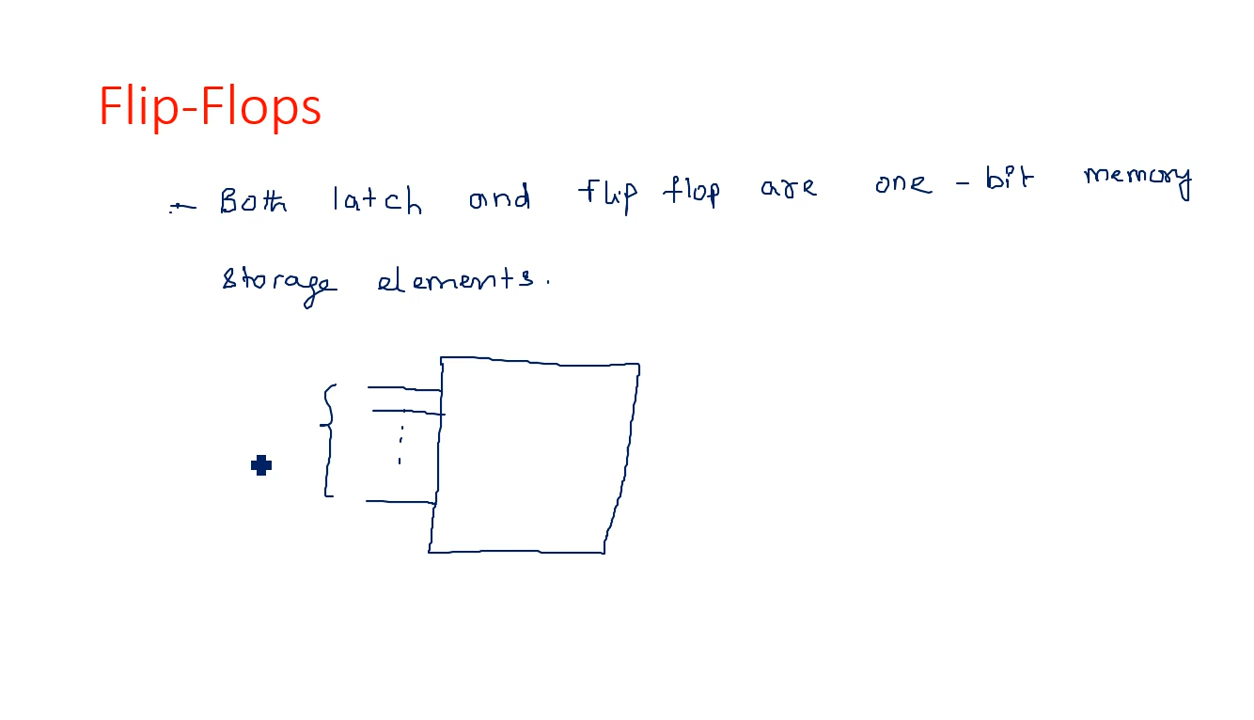 Flip-Flops
- Both latch and flip flop are one-bit memory
storage elements.